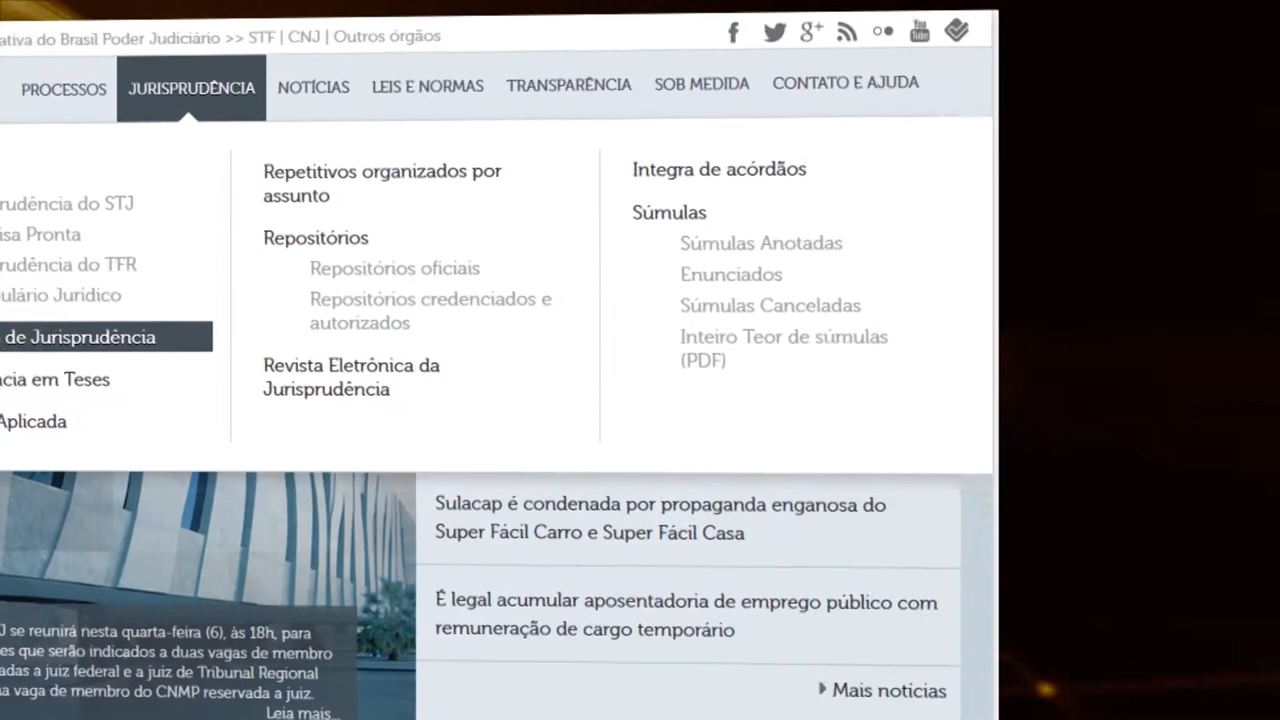 ativa do Brasil Poder Judiciário >> STF | CNJ | Outros órgãos
You
Tube
PROCESSOS JURISPRUDÊNCIA NOTÍCIAS LEIS E NORMAS TRANSPARÊNCIA SOB MEDIDA CONTATO E AJUDA
rudência do STJ
isa Pronta
rudência do TFR
ulário Jurídico
de Jurisprudência
ncia em Teses
Aplicada
Repetitivos organizados por
assunto
Repositórios
Repositórios oficiais
Repositórios credenciados e
autorizados
Revista Eletrônica da
Jurisprudência
Integra de acórdãos
Súmulas
Súmulas Anotadas
Enunciados
Súmulas Canceladas
Inteiro Teor de súmulas
(PDF)
J se reunirá nesta quarta-feira (6), às 18h, para
es que serão indicados a duas vagas de membro
adas a juiz federal e a juiz de Tribunal Regional
a vaga de membro do CNMP reservada a juiz.
Leia mais...
Sulacap é condenada por propaganda enganosa do
Super Fácil Carro e Super Fácil Casa
É legal acumular aposentadoria de emprego público com
remuneração de cargo temporário
Mais notícias